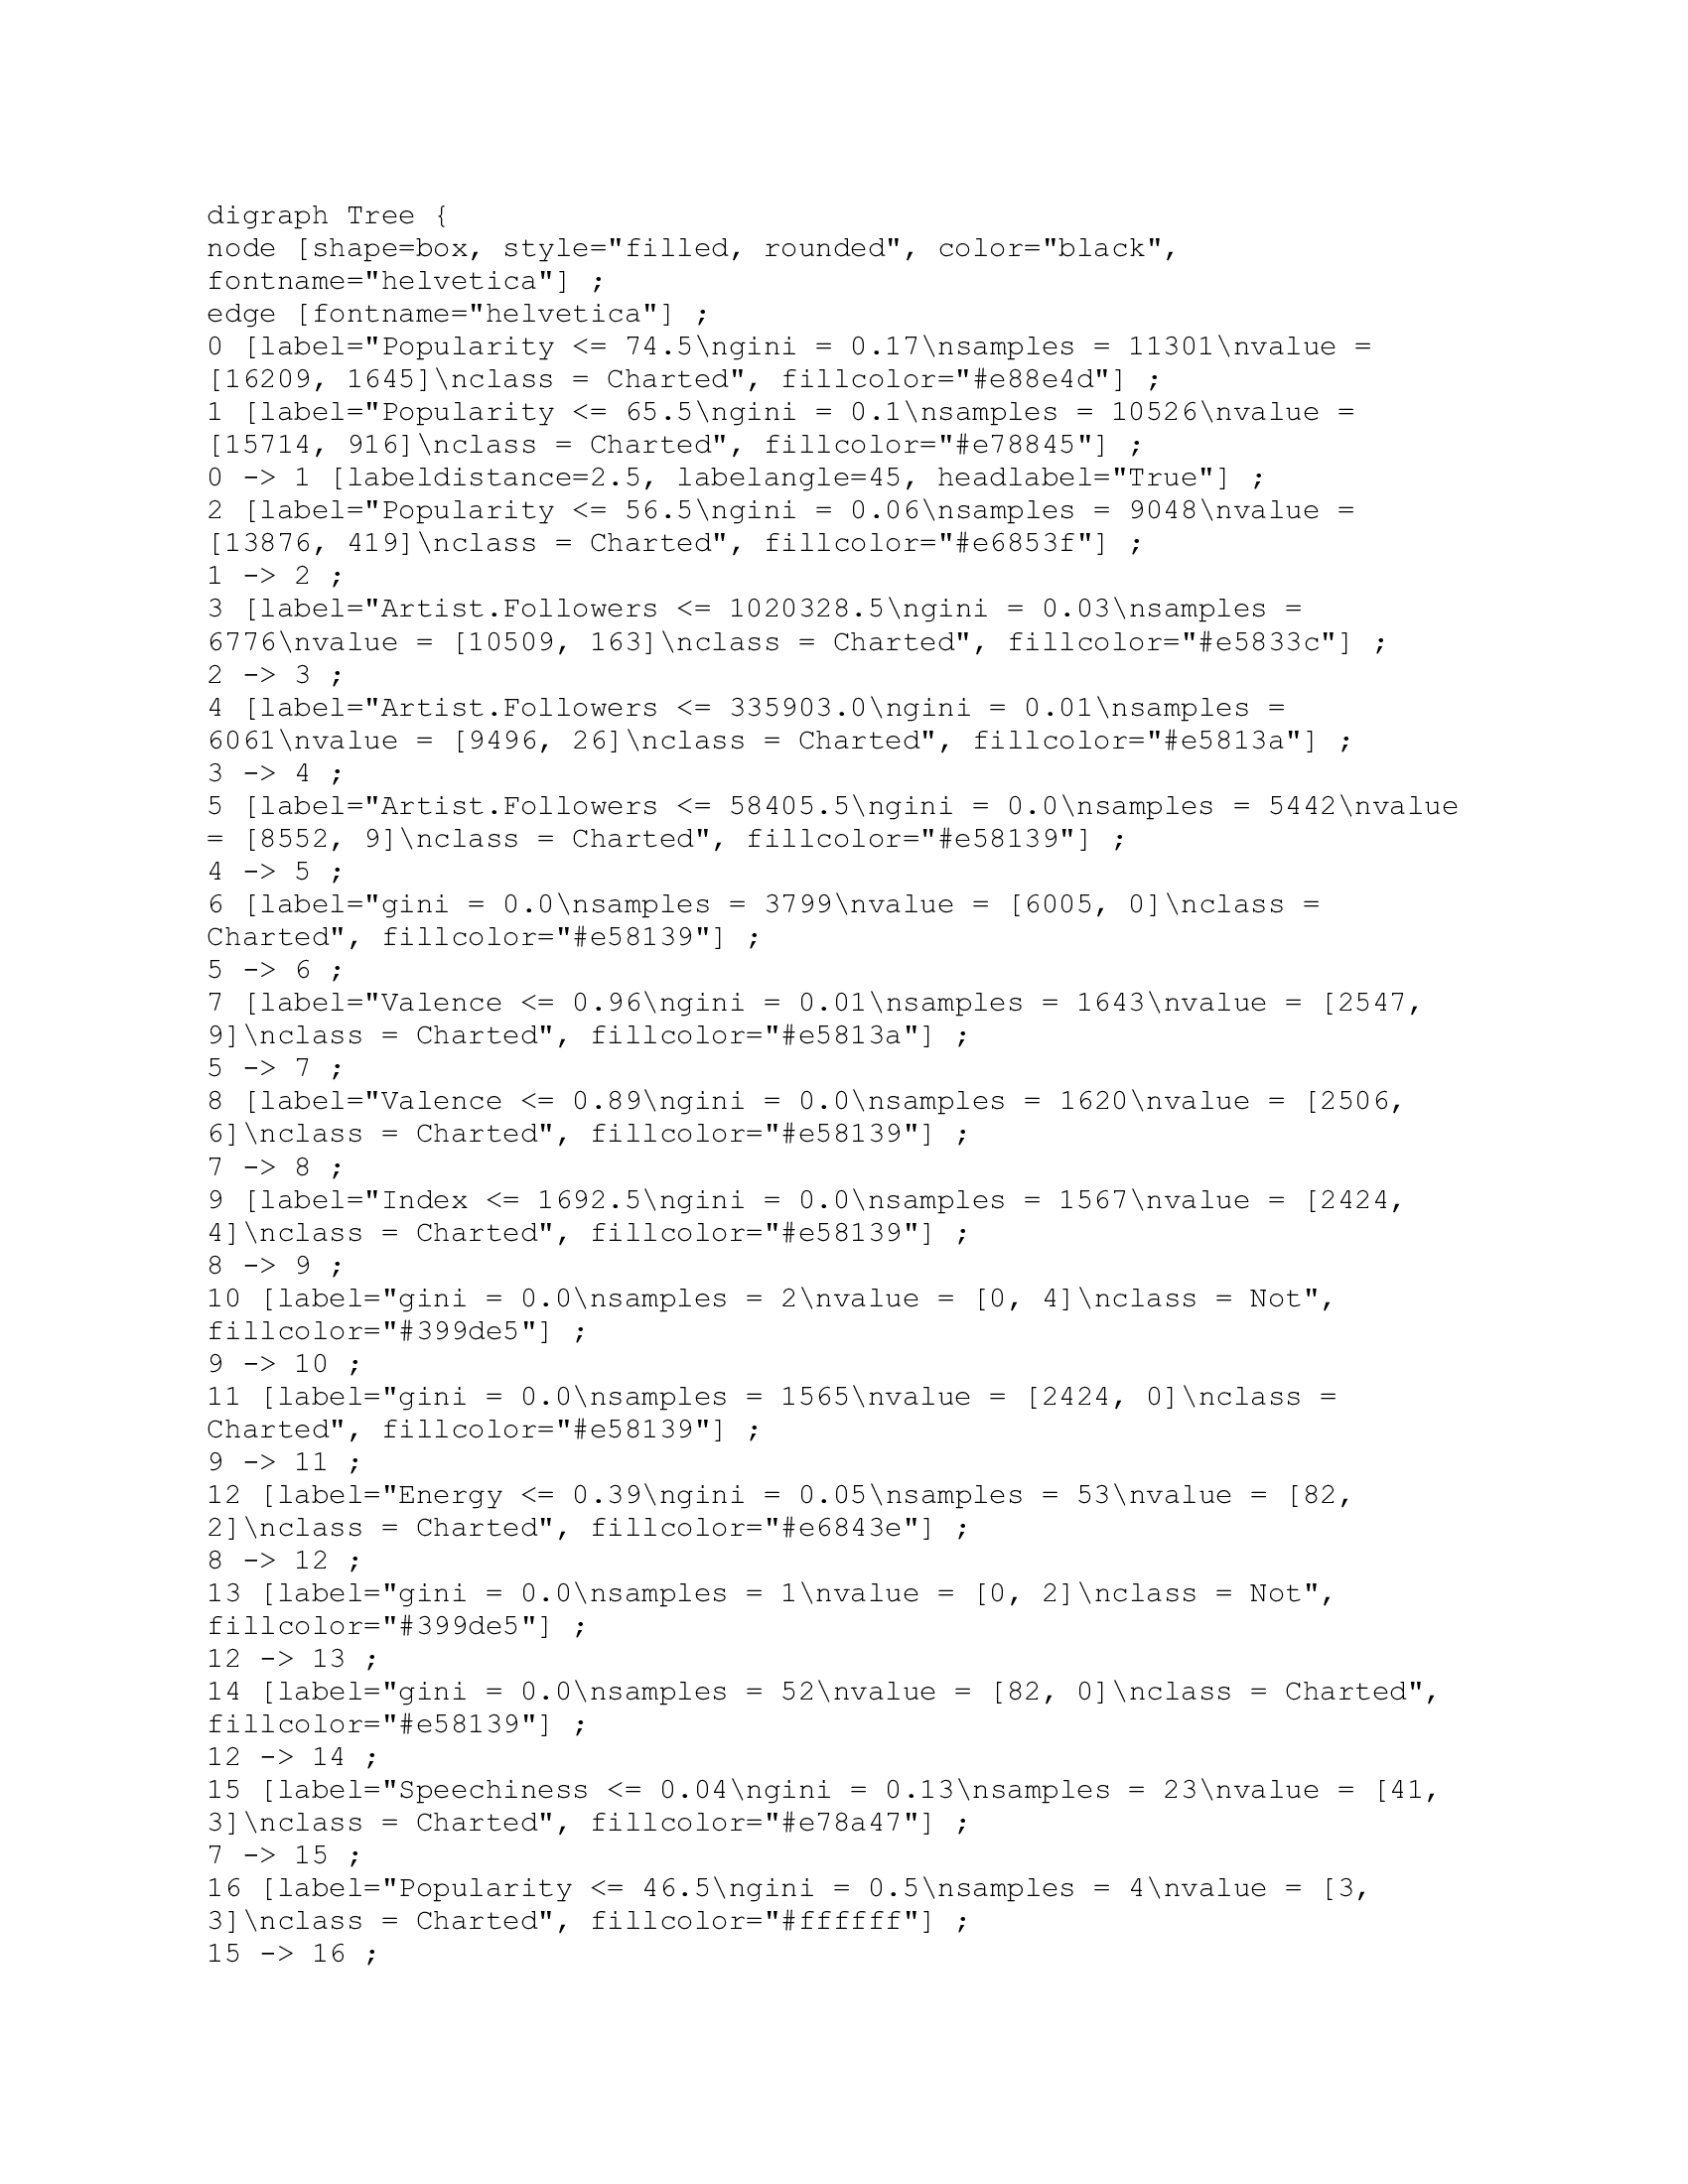 digraph Tree {
node [shape=box, style="filled, rounded", color="black",
fontname="helvetica"] ;
edge [fontname="helvetica"] ;
0 [label="Popularity <= 74.5\ngini = 0.17\nsamples = 11301\nvalue =
[16209, 1645]\nclass = Charted", fillcolor="#e88e4d"] ;
1 [label="Popularity <= 65.5\ngini = 0.1\nsamples = 10526\nvalue =
[15714, 916]\nclass = Charted", fillcolor="#e78845"] ;
0 -> 1 [labeldistance=2.5, labelangle=45, headlabel="True"] ;
2 [label="Popularity <= 56.5\ngini = 0.06\nsamples = 9048\nvalue =
[13876, 419]\nclass = Charted", fillcolor="#e6853f"] ;
1 -> 2 ;
3 [label="Artist.Followers <= 1020328.5\ngini = 0.03\nsamples =
6776\nvalue = [10509, 163]\nclass = Charted", fillcolor="#e5833c"] ;
2 -> 3 ;
4 [label="Artist.Followers <= 335903.0\ngini = 0.01\nsamples =
6061\nvalue = [9496, 26]\nclass = Charted", fillcolor="#e5813a"] ;
3 -> 4 ;
5 [label="Artist.Followers <= 58405.5\ngini = 0.0\nsamples = 5442\nvalue
= [8552, 9]\nclass = Charted", fillcolor="#e58139"] ;
4 -> 5 ;
6 [label="gini = 0.0\nsamples = 3799\nvalue = [6005, 0]\nclass =
Charted", fillcolor="#e58139"] ;
5 -> 6 ;
7 [label="Valence <= 0.96\ngini = 0.01\nsamples = 1643\nvalue = [2547,
9]\nclass = Charted", fillcolor="#e5813a"] ;
5 -> 7 ;
8 [label="Valence <= 0.89\ngini = 0.0\nsamples = 1620\nvalue = [2506,
6]\nclass = Charted", fillcolor="#e58139"] ;
7 -> 8 ;
9 [label="Index <= 1692.5\ngini = 0.0\nsamples = 1567\nvalue = [2424,
4]\nclass = Charted", fillcolor="#e58139"] ;
8 -> 9 ;
10 [label="gini = 0.0\nsamples = 2\nvalue = [0, 4]\nclass = Not",
fillcolor="#399de5"] ;
9 -> 10 ;
11 [label="gini = 0.0\nsamples = 1565\nvalue = [2424, 0]\nclass =
Charted", fillcolor="#e58139"] ;
9 -> 11 ;
12 [label="Energy <= 0.39\ngini = 0.05\nsamples = 53\nvalue = [82,
2]\nclass = Charted", fillcolor="#e6843e"] ;
8 -> 12 ;
13 [label="gini = 0.0\nsamples = 1\nvalue = [0, 2]\nclass = Not",
fillcolor="#399de5"] ;
12 -> 13 ;
14 [label="gini = 0.0\nsamples = 52\nvalue = [82, 0]\nclass = Charted",
fillcolor="#e58139"] ;
12 -> 14 ;
15 [label="Speechiness <= 0.04\ngini = 0.13\nsamples = 23\nvalue = [41,
3]\nclass = Charted", fillcolor="#e78a47"] ;
7 -> 15 ;
16 [label="Popularity <= 46.5\ngini = 0.5\nsamples = 4\nvalue = [3,
3]\nclass = Charted", fillcolor="#ffffff"] ;
15 -> 16 ;